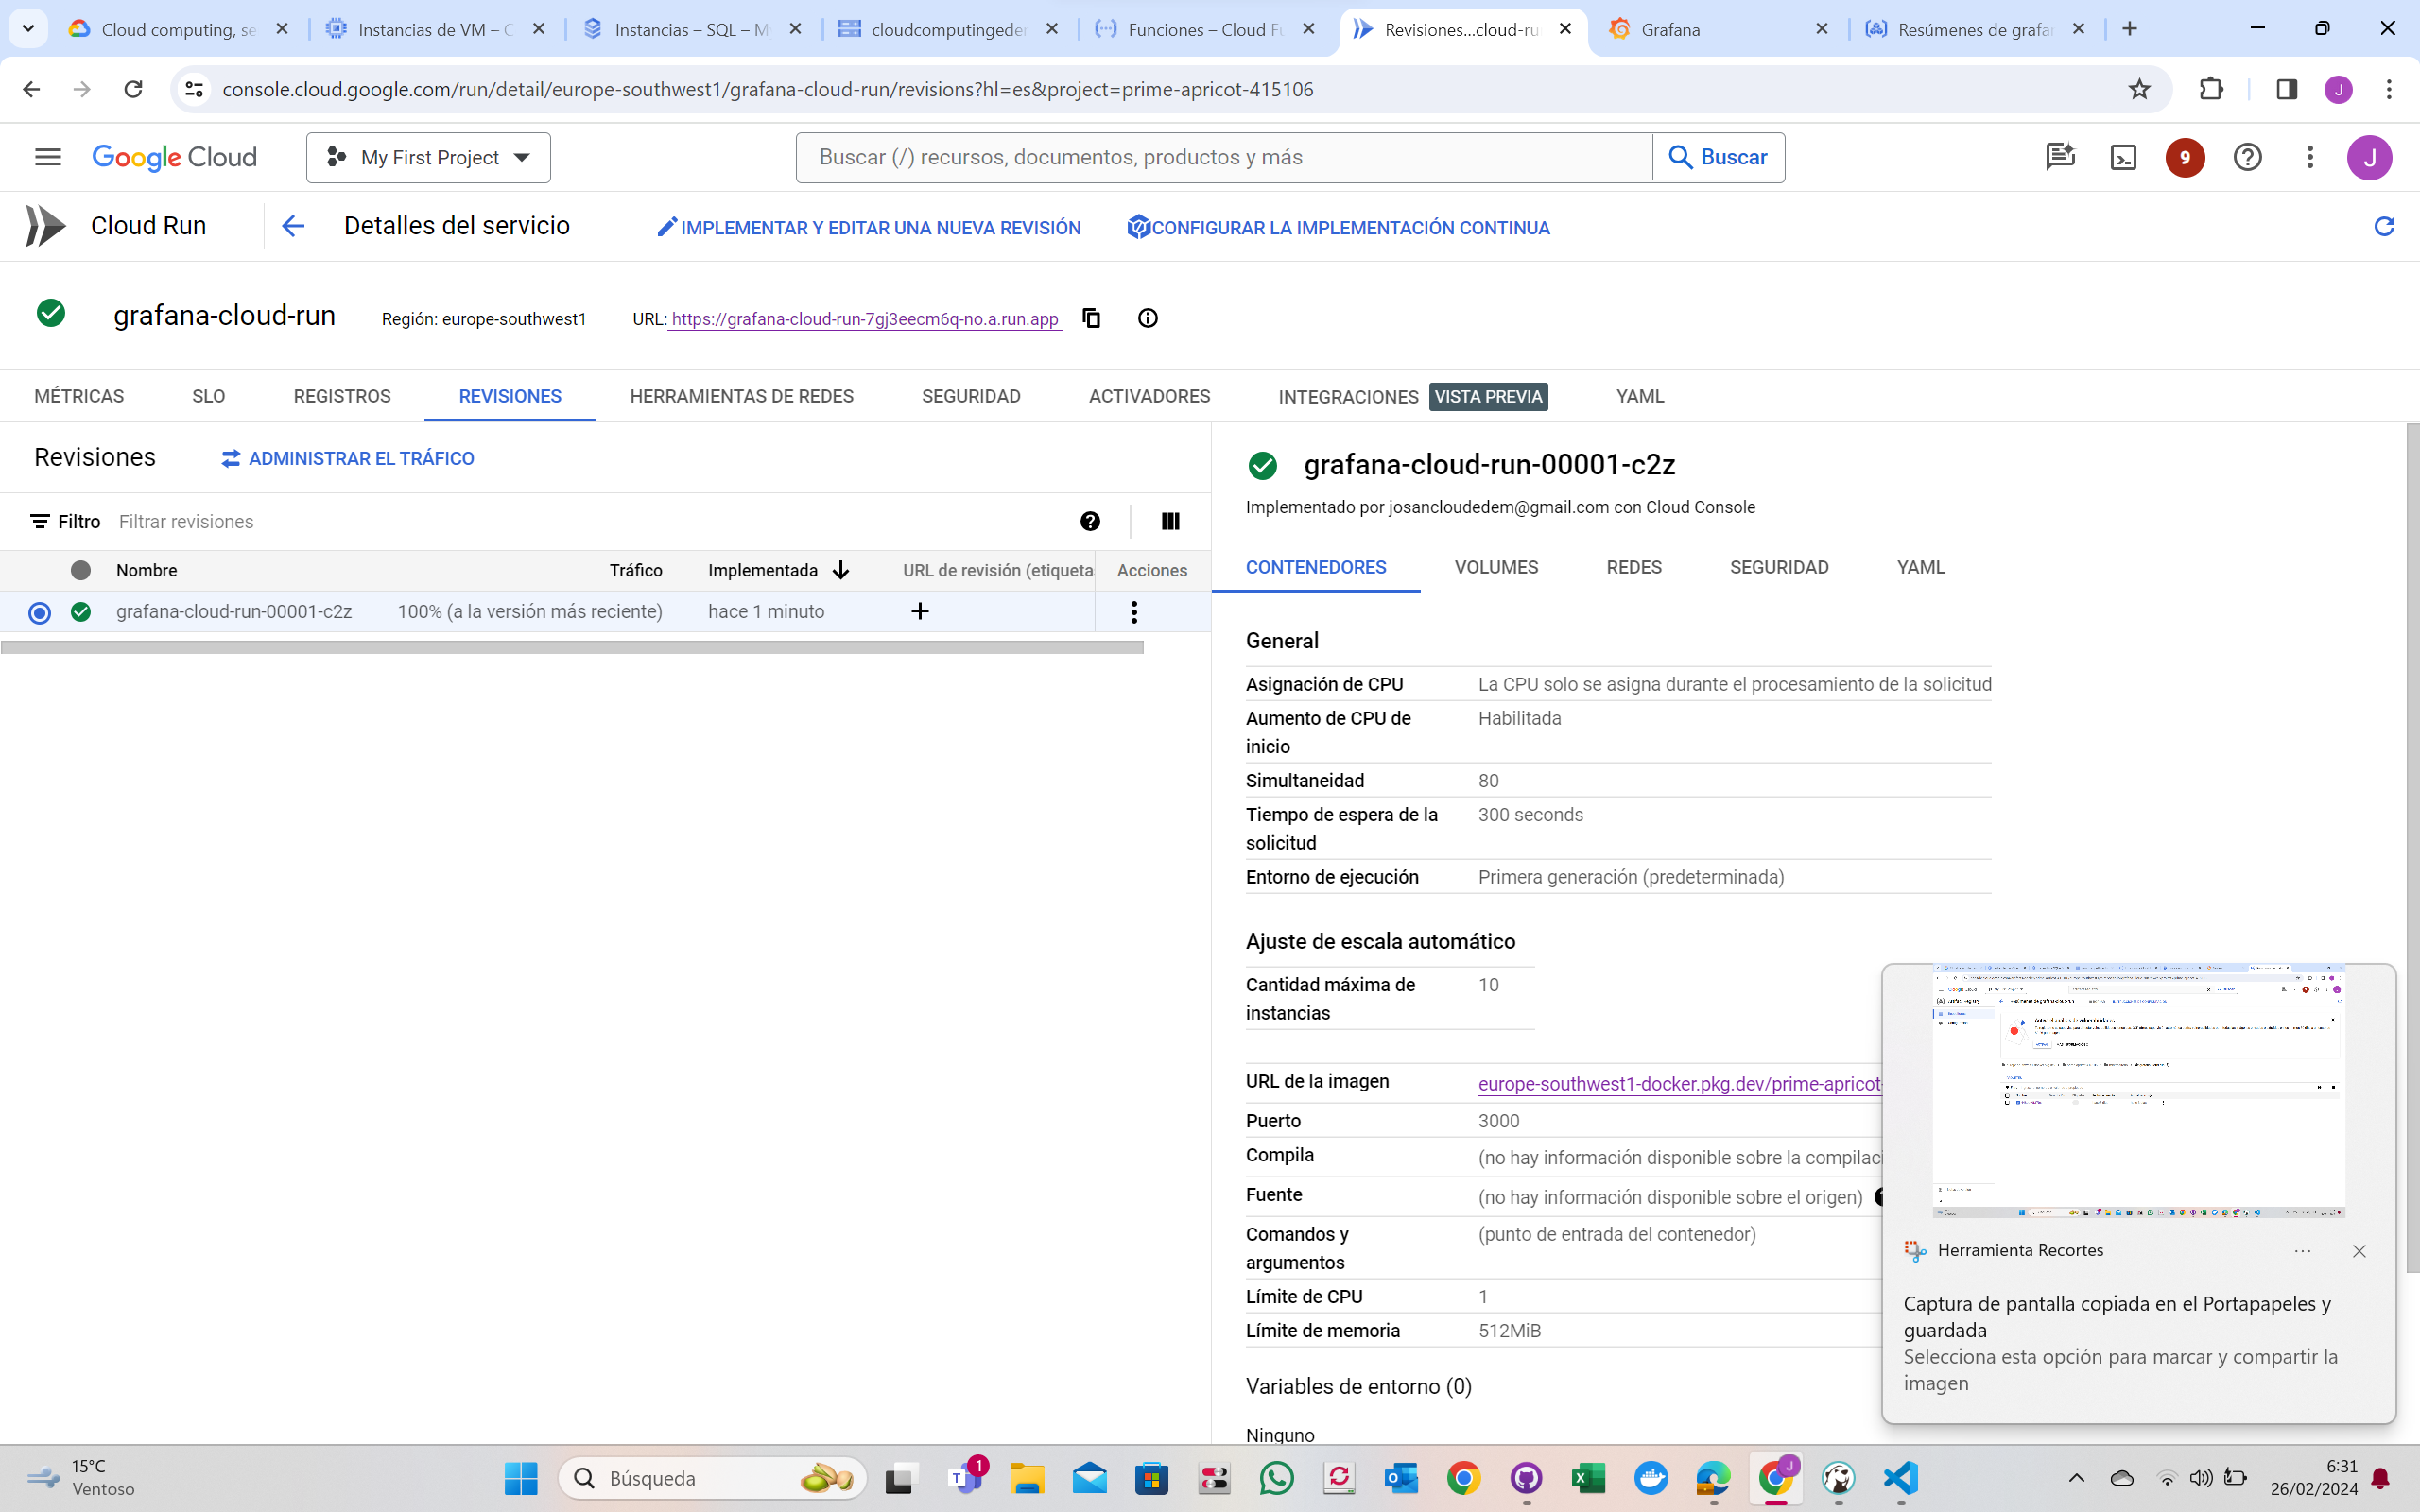 Cloud computing, se
Instancias de VM – C
Instancias – SQL – M
cloudcomputingeder
Funciones – Cloud Fu
Revisiones...cloud-ru
Grafana
Resúmenes de grafan
console.cloud.google.com/run/detail/europe-southwest1/grafana-cloud-run/revisions?hl=es&project=prime-apricot-415106
J
Google Cloud
My First Project
Buscar (/) recursos, documentos, productos y más
Buscar
9
J
Cloud Run
Detalles del servicio
IMPLEMENTAR Y EDITAR UNA NUEVA REVISIÓN
CONFIGURAR LA IMPLEMENTACIÓN CONTINUA
grafana-cloud-run
Región: europe-southwest1
URL: https://grafana-cloud-run-7gj3eecm6q-no.a.run.app
MÉTRICAS
SLO
REGISTROS
REVISIONES
HERRAMIENTAS DE REDES
SEGURIDAD
ACTIVADORES
INTEGRACIONES VISTA PREVIA
YAML
Revisiones
ADMINISTRAR EL TRÁFICO
Filtro
Filtrar revisiones
Nombre
Tráfico
Implementada
URL de revisión (etiqueta
Acciones
grafana-cloud-run-00001-c2z
100% (a la versión más reciente)
hace 1 minuto
grafana-cloud-run-00001-c2z
Implementado por josancloudedem@gmail.com con Cloud Console
CONTENEDORES
VOLUMES
REDES
SEGURIDAD
YAML
General
Asignación de CPU
La CPU solo se asigna durante el procesamiento de la solicitud
Aumento de CPU de
inicio
Habilitada
Simultaneidad
80
Tiempo de espera de la
solicitud
300 seconds
Entorno de ejecución
Primera generación (predeterminada)
Ajuste de escala automático
Cantidad máxima de
instancias
10
URL de la imagen
europe-southwest1-docker.pkg.dev/prime-apricot-
Puerto
3000
Compila
(no hay información disponible sobre la compilaci
Fuente
(no hay información disponible sobre el origen)
Comandos y
argumentos
(punto de entrada del contenedor)
Límite de CPU
1
Límite de memoria
512MiB
Variables de entorno (0)
Ninguno
Herramienta Recortes
Captura de pantalla copiada en el Portapapeles y
guardada
Selecciona esta opción para marcar y compartir la
imagen
15°C
Ventoso
Búsqueda
1
J
6:31
26/02/2024